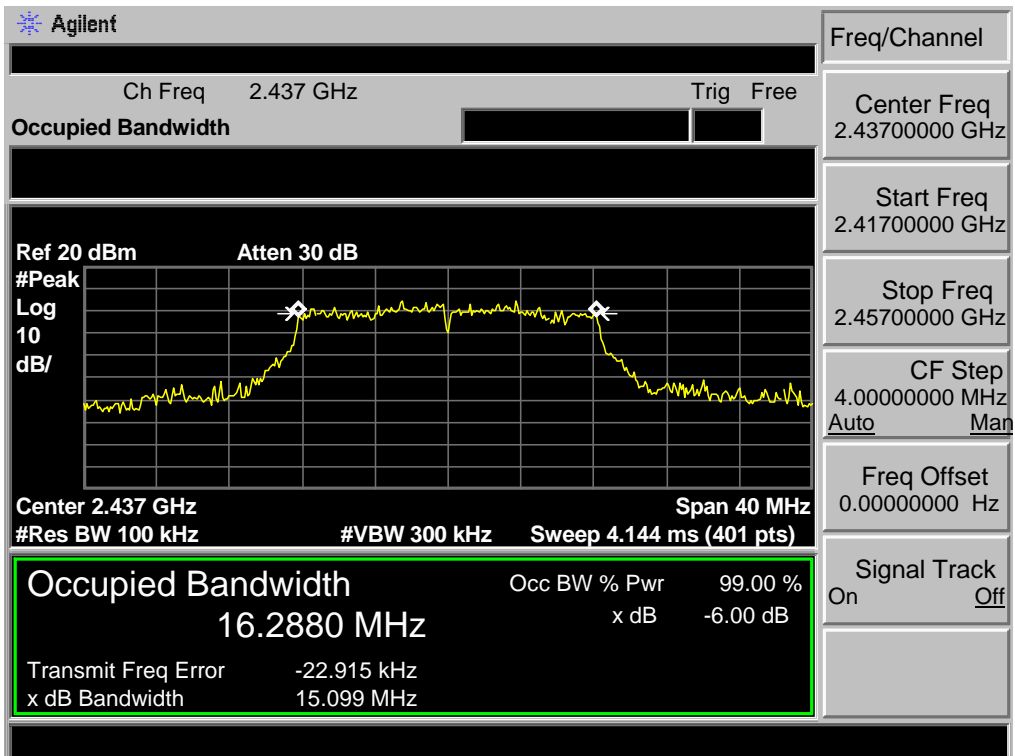 Agilent
Freq/Channel
Ch Freq 2.437 GHz Trig Free
Occupied Bandwidth
Center Freq
2.43700000 GHz
Start Freq
2.41700000 GHz
Stop Freq
2.45700000 GHz
CF Step
4.00000000 MHz
Auto Man
Freq Offset
0.00000000 Hz
Signal Track
On Off
Ref 20 dBm Atten 30 dB
#Peak
Log
10
dB/
Center 2.437 GHz Span 40 MHz
#Res BW 100 kHz #VBW 300 kHz Sweep 4.144 ms (401 pts)
Occupied Bandwidth Occ BW % Pwr 99.00 %
16.2880 MHz x dB -6.00 dB
Transmit Freq Error -22.915 kHz
x dB Bandwidth 15.099 MHz